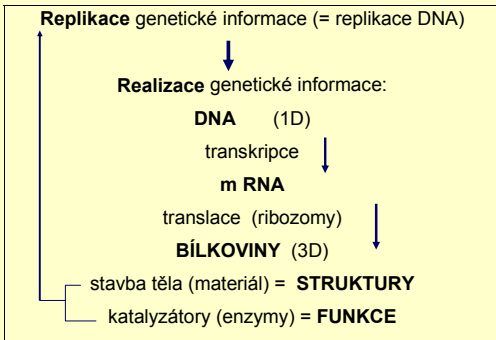 Replikace genetické informace (= replikace DNA)
Realizace genetické informace:
DNA (1D)
transkripce
m RNA
translace (ribozomy)
BÍLKOVINY (3D)
stavba těla (materiál) = STRUKTURY
katalyzátory (enzymy) = FUNKCE